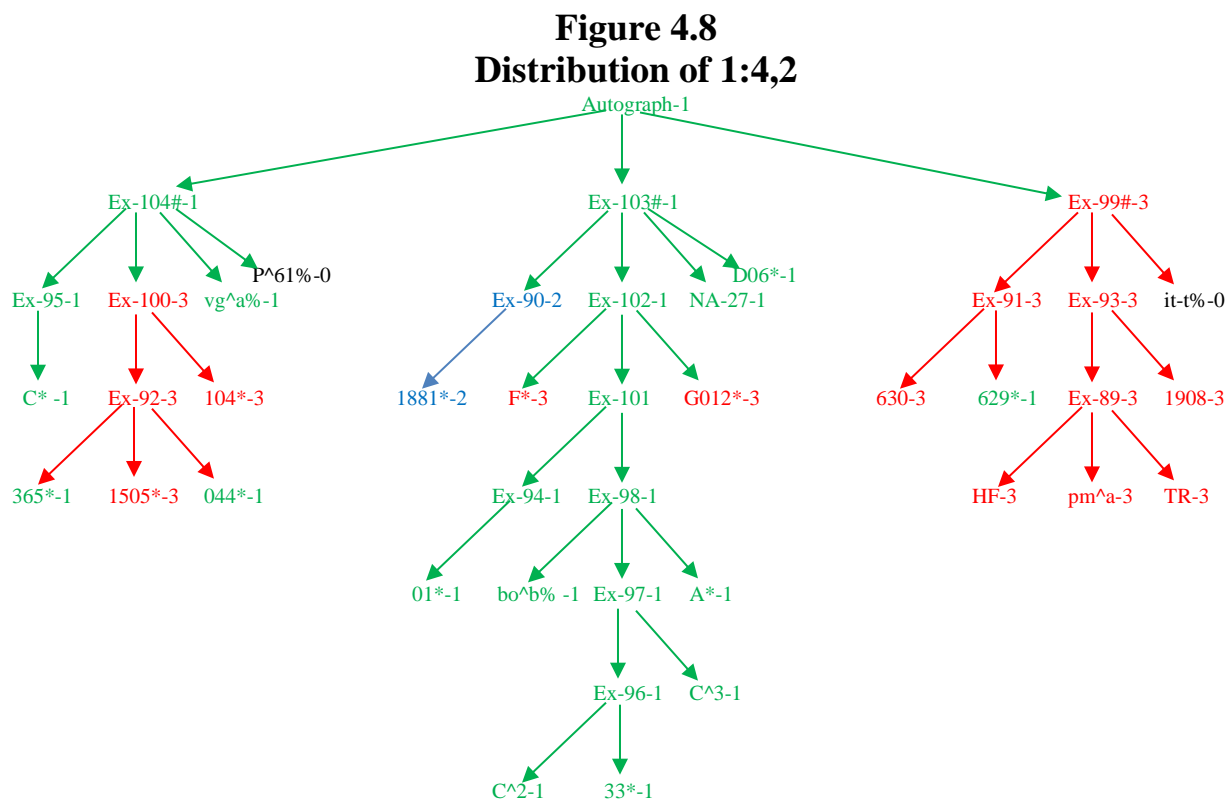 Figure 4.8
Distribution of 1:4,2
Autograph-1
Ex-104#-1 Ex-103#-1 Ex-99#-3
P^61%-0 D06*-1
Ex-95-1 Ex-100-3 vg^a%-1 Ex-90-2 Ex-102-1 NA-27-1 Ex-91-3 Ex-93-3 it-t%-0
C* -1 Ex-92-3 104*-3 1881*-2 F*-3 Ex-101 G012*-3 630-3 629*-1 Ex-89-3 1908-3
365*-1 1505*-3 044*-1 Ex-94-1 Ex-98-1 HF-3 pm^a-3 TR-3
01*-1 bo^b% -1 Ex-97-1 A*-1
Ex-96-1 C^3-1
C^2-1 33*-1